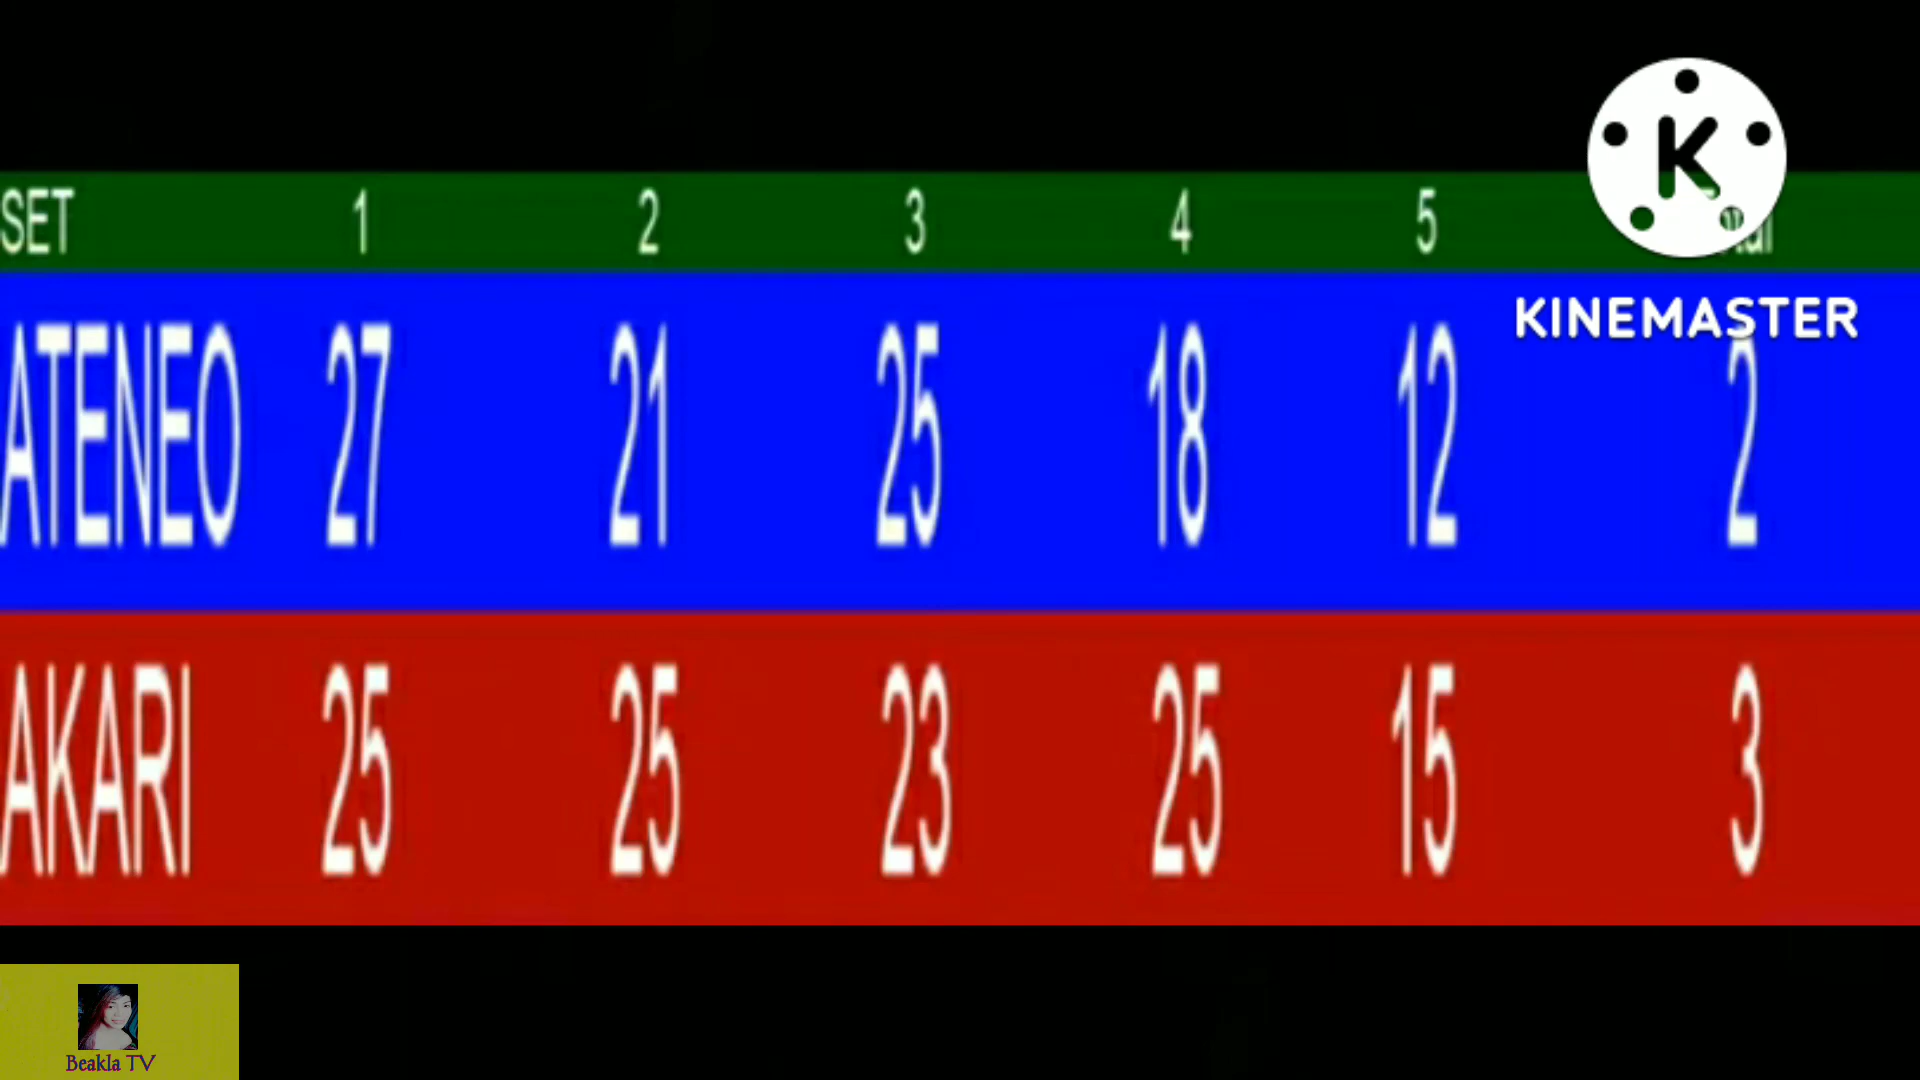 SET 1 2 3 4 5
K
KINEMASTER
ATENEO 27 21 25 18 12 2
AKARI 25 25 23 25 15 3
Beakla TV